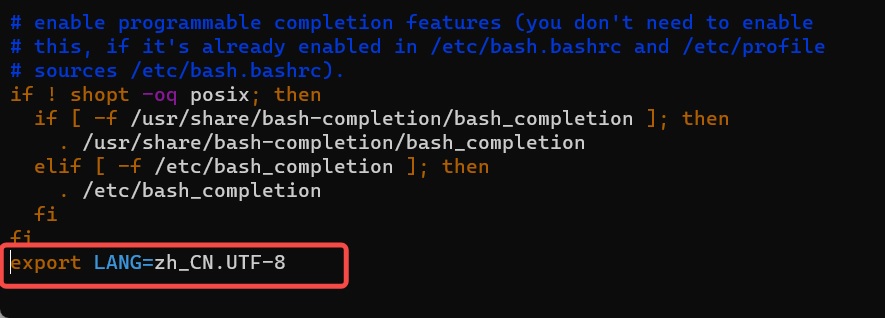 # enable programmable completion features (you don't need to enable
# this, if it's already enabled in /etc/bash.bashrc and /etc/profile
# sources /etc/bash.bashrc).
if ! shopt -oq posix; then
  if [ -f /usr/share/bash-completion/bash_completion ]; then
    . /usr/share/bash-completion/bash_completion
  elif [ -f /etc/bash_completion ]; then
    . /etc/bash_completion
  fi
fi
export LANG=zh_CN.UTF-8